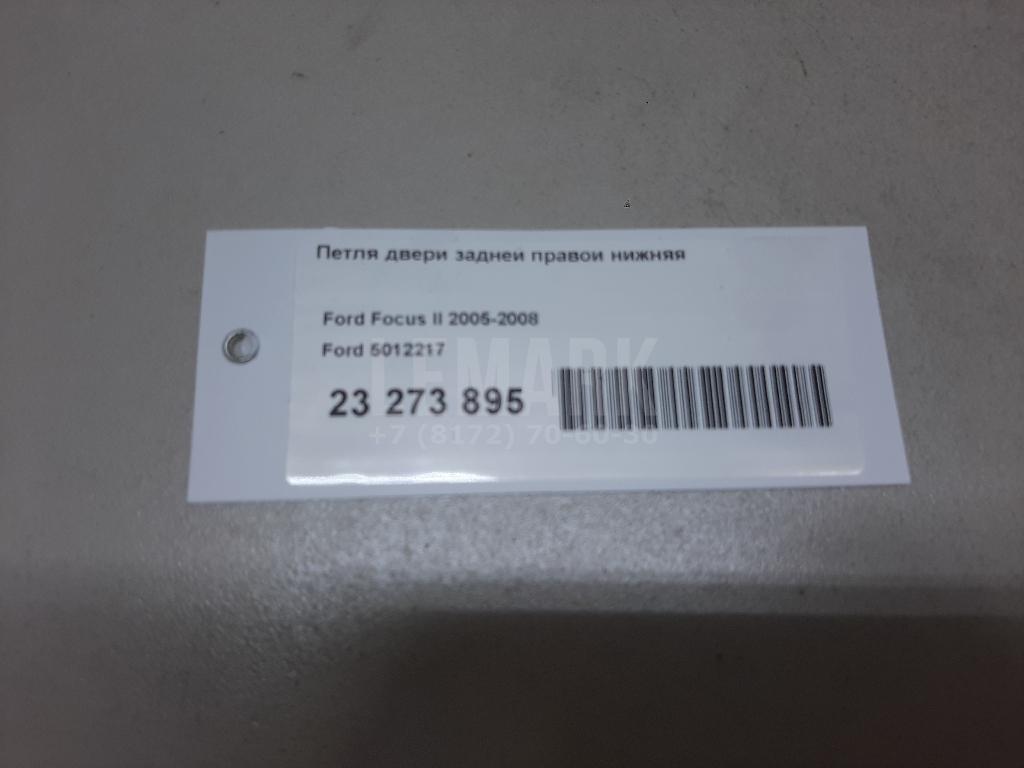 Петля двери задней правой нижняя
Ford Focus II 2005-2008
Ford 5012217
LEMARK
23 273 895
+7 (8172) 70-60-30